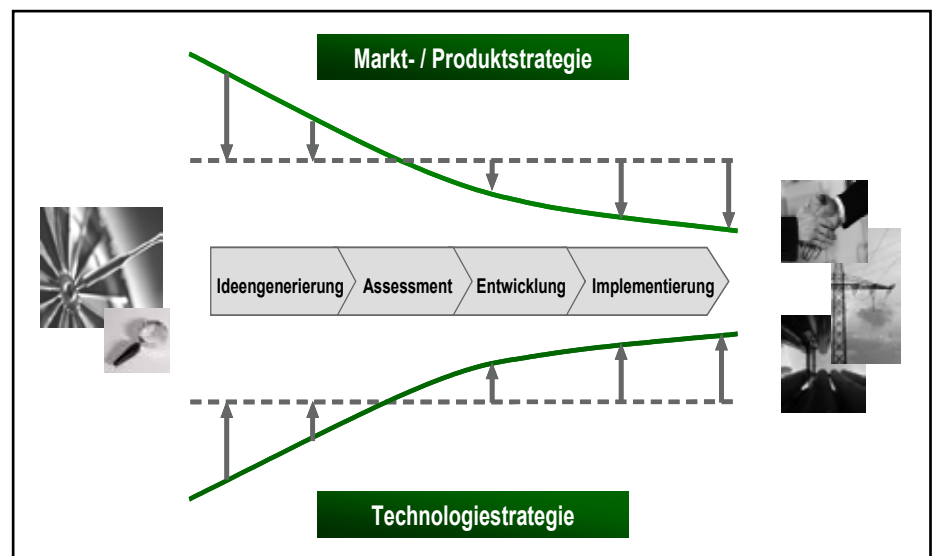 Markt- / Produktstrategie
Ideengenerierung
Assessment
Entwicklung
Implementierung
Technologiestrategie